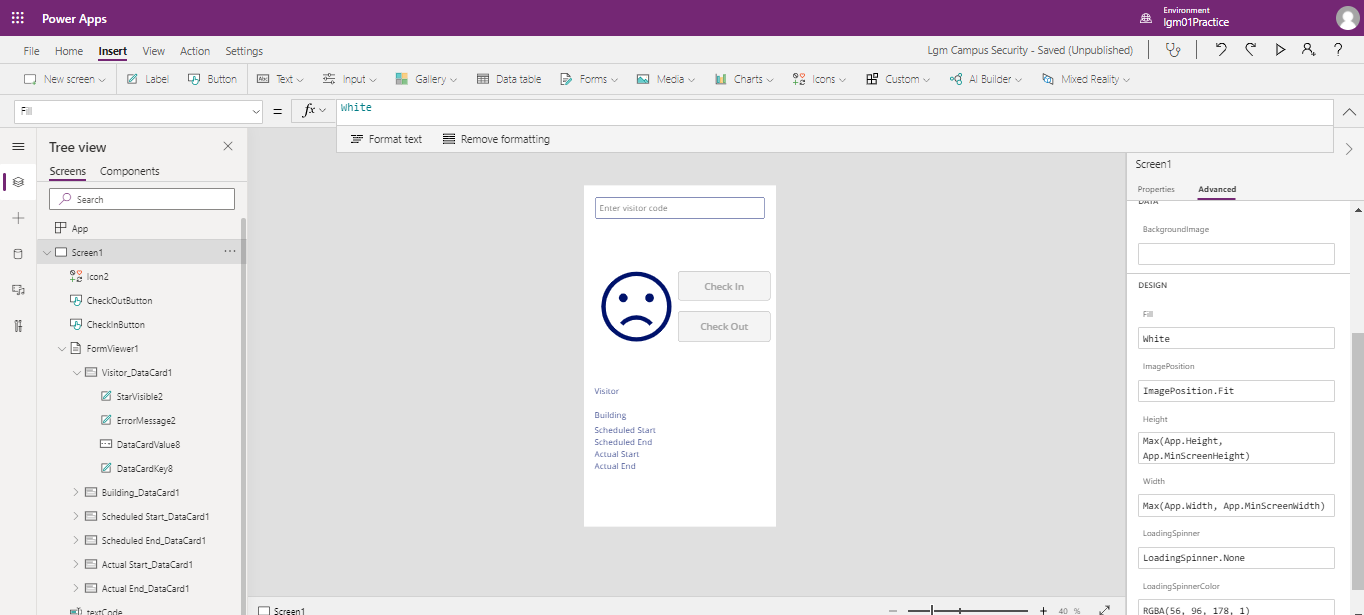 Power Apps
Environment
lgm01Practice
File Home Insert View Action Settings
Lgm Campus Security - Saved (Unpublished)
New screen Label Button Text Input Gallery Data table Forms Media Charts Icons Custom AI Builder Mixed Reality
Fill = fx White
Format text Remove formatting
Tree view
Screens Components
Search
App
Screen1
Icon2
CheckOutButton
CheckInButton
FormViewer1
Visitor_DataCard1
StarVisible2
ErrorMessage2
DataCardValue8
DataCardKey8
Building_DataCard1
Scheduled Start_DataCard1
Scheduled End_DataCard1
Actual Start_DataCard1
Actual End_DataCard1
textCode
Enter visitor code
Check In
Check Out
Visitor
Building
Scheduled Start
Scheduled End
Actual Start
Actual End
Screen1
40 %
Screen1
Properties Advanced
DATA
BackgroundImage
DESIGN
Fill
White
ImagePosition
ImagePosition.Fit
Height
Max(App.Height,
App.MinScreenHeight)
Width
Max(App.Width, App.MinScreenWidth)
LoadingSpinner
LoadingSpinner.None
LoadingSpinnerColor
RGBA(56, 96, 178, 1)